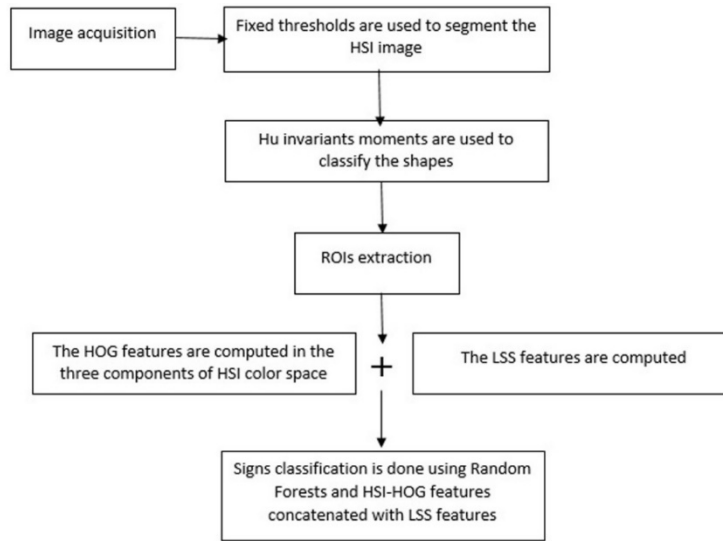 Image acquisition
Fixed thresholds are used to segment the
HSI image
Hu invariants moments are used to
classify the shapes
ROIs extraction
The HOG features are computed in the
three components of HSI color space
+
The LSS features are computed
Signs classification is done using Random
Forests and HSI-HOG features
concatenated with LSS features